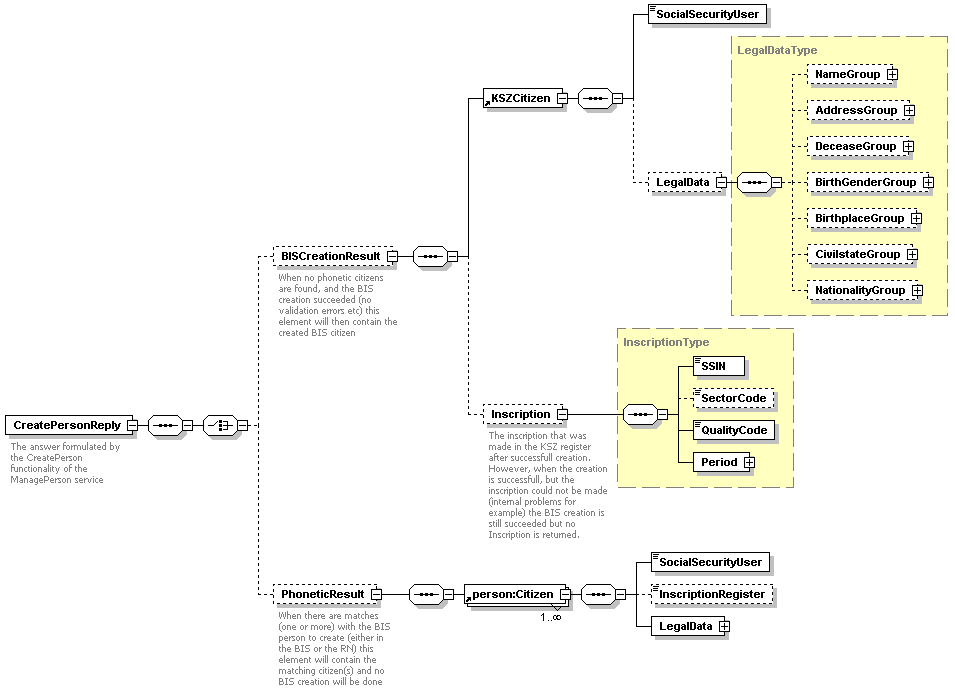 SocialSecurityUser
LegalDataType
NameGroup
KSZCitizen
AddressGroup
DeceaseGroup
LegalData
BirthGenderGroup
BirthplaceGroup
CivilstateGroup
NationalityGroup
BISCreationResult
When no phonetic citizens
are found, and the BIS
creation succeeded (no
validation errors etc) this
element will then contain the
created BIS citizen
InscriptionType
SSIN
SectorCode
QualityCode
Period
Inscription
The inscription that was
made in the KSZ register
after successfull creation.
However, when the creation
is successfull, but the
inscription could not be made
(internal problems for
example) the BIS creation is
still succeeded but no
Inscription is returned.
CreatePersonReply
The answer formulated by
the CreatePerson
functionality of the
ManagePerson service
SocialSecurityUser
PhoneticResult
person:Citizen
1..∞
InscriptionRegister
LegalData
When there are matches
(one or more) with the BIS
person to create (either in
the BIS or the RN) this
element will contain the
matching citizen(s) and no
BIS creation will be done